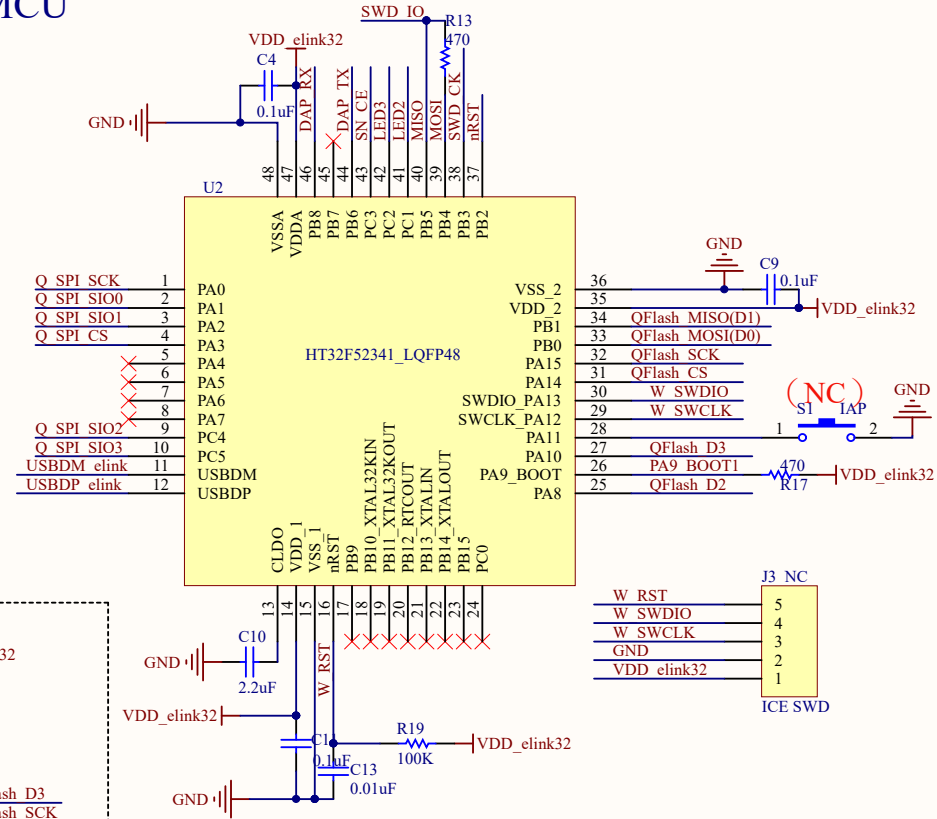 MCU
SWD_IO
R13
470
VDD_elink32
C4
0.1uF
GND
DAP_RX
DAP_TX
SN_CE
LED3
LED2
MISO
MOSI
SWD_CK
nRST
48
47
46
45
44
43
42
41
40
39
38
37
U2
VSSA
VDDA
PB8
PB7
PB6
PC3
PC2
PC1
PB5
PB4
PB3
PB2
HT32F52341_LQFP48
Q_SPI_SCK 1 PA0
Q_SPI_SIO0 2 PA1
Q_SPI_SIO1 3 PA2
Q_SPI_CS 4 PA3
5 PA4
6 PA5
7 PA6
8 PA7
Q_SPI_SIO2 9 PC4
Q_SPI_SIO3 10 PC5
USBDM_elink 11 USBDM
USBDP_elink 12 USBDP
GND
C9
0.1uF
VSS_2 36
VDD_2 35 VDD_elink32
PB1 34 QFlash_MISO(D1)
PB0 33 QFlash_MOSI(D0)
PA15 32 QFlash_SCK
PA14 31 QFlash_CS
SWDIO_PA13 30 W_SWDIO
SWCLK_PA12 29 W_SWCLK
PA11 28
PA10 27 QFlash_D3
PA9_BOOT 26 PA9_BOOT1
PA8 25 QFlash_D2
(NC)
S1 IAP
1 2
GND
470
R17
VDD_elink32
CLDO
VDD_1
VSS_1
nRST
PB9
PB10_XTAL32KIN
PB11_XTAL32KOUT
PB12_RTCOUT
PB13_XTALIN
PB14_XTALOUT
PB15
PC0
13
14
15
16
17
18
19
20
21
22
23
24
C10
GND
2.2uF
W_RST
VDD_elink32
0.1uF
R19
100K
VDD_elink32
C13
0.01uF
GND
J3 NC
W_RST 5
W_SWDIO 4
W_SWCLK 3
GND 2
VDD_elink32 1
ICE SWD
32
sh_D3
sh_SCK